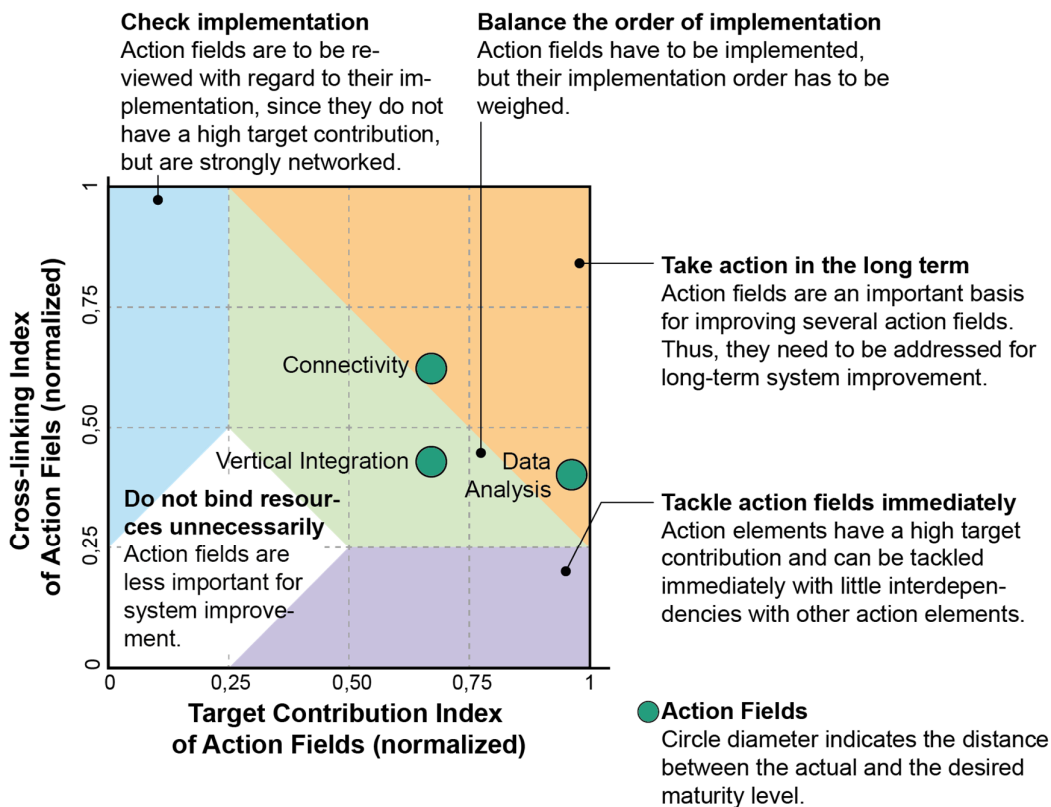 Check implementation
Action fields are to be re-
viewed with regard to their im-
plementation, since they do not
have a high target contribution,
but are strongly networked.
Balance the order of implementation
Action fields have to be implemented,
but their implementation order has to be
weighed.
Cross-linking Index
of Action Fiels (normalized)
1
0,75
0,50
0,25
0
Connectivity
Vertical Integration
Data
Analysis
Do not bind resour-
ces unnecessarily
Action fields are
less important for
system improve-
ment.
0
0,25
0,50
0,75
1
Target Contribution Index
of Action Fields (normalized)
Take action in the long term
Action fields are an important basis
for improving several action fields.
Thus, they need to be addressed for
long-term system improvement.
Tackle action fields immediately
Action elements have a high target
contribution and can be tackled
immediately with little interdepen-
dencies with other action elements.
Action Fields
Circle diameter indicates the distance
between the actual and the desired
maturity level.